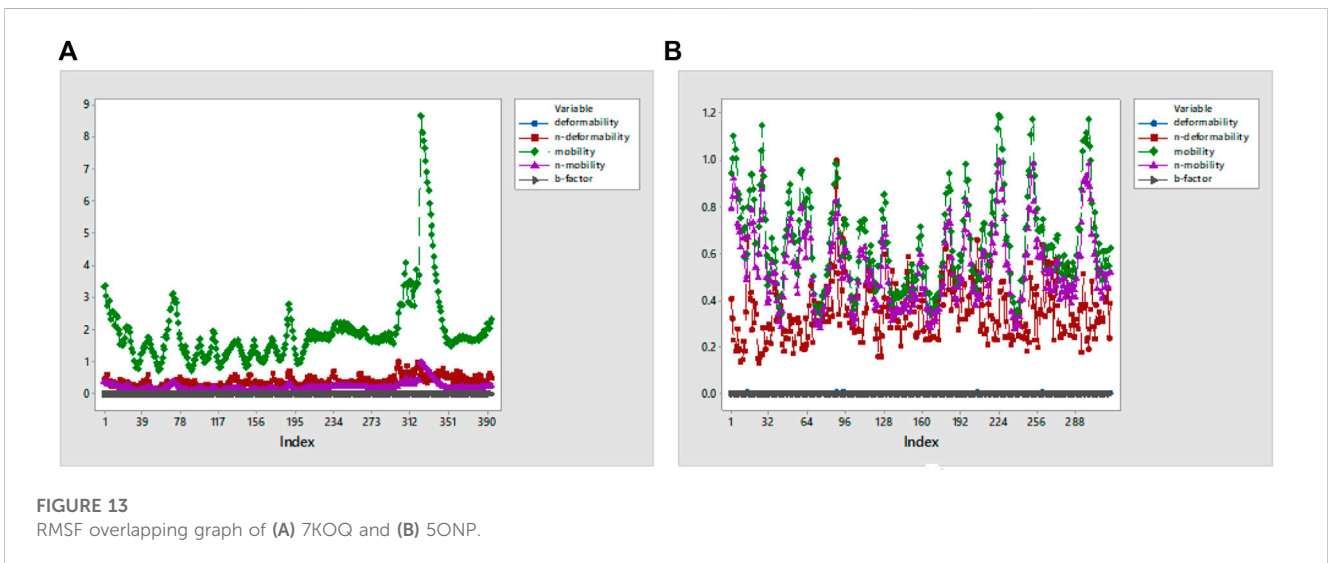 A
B
9
8
7
6
5
4
3
2
1
0
1 39 78 117 156 195 234 273 312 351 390
Index
Variable
deformability
n-deformability
mobility
n-mobility
b-factor
1.2
1.0
0.8
0.6
0.4
0.2
0.0
1 32 64 96 128 160 192 224 256 288
Index
Variable
deformability
n-deformability
mobility
n-mobility
b-factor
FIGURE 13
RMSF overlapping graph of (A) 7KOQ and (B) 5ONP.